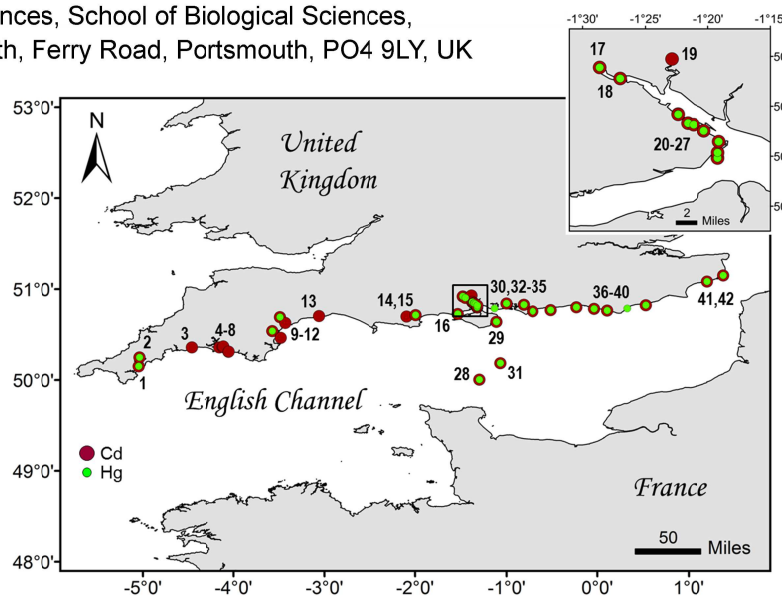 nces, School of Biological Sciences,
th, Ferry Road, Portsmouth, PO4 9LY, UK
-1°30' -1°25' -1°20' -1°15
17
19
18
20-27
2 Miles
50
50
50
50
53°0'
52°0'
51°0'
50°0'
49°0'
48°0'
N
United
Kingdom
1
2
3
4-8
9-12
13
14,15
16
30,32-35
29
28
31
36-40
41,42
English Channel
France
Cd
Hg
50 Miles
-5°0' -4°0' -3°0' -2°0' -1°0' 0°0' 1°0'